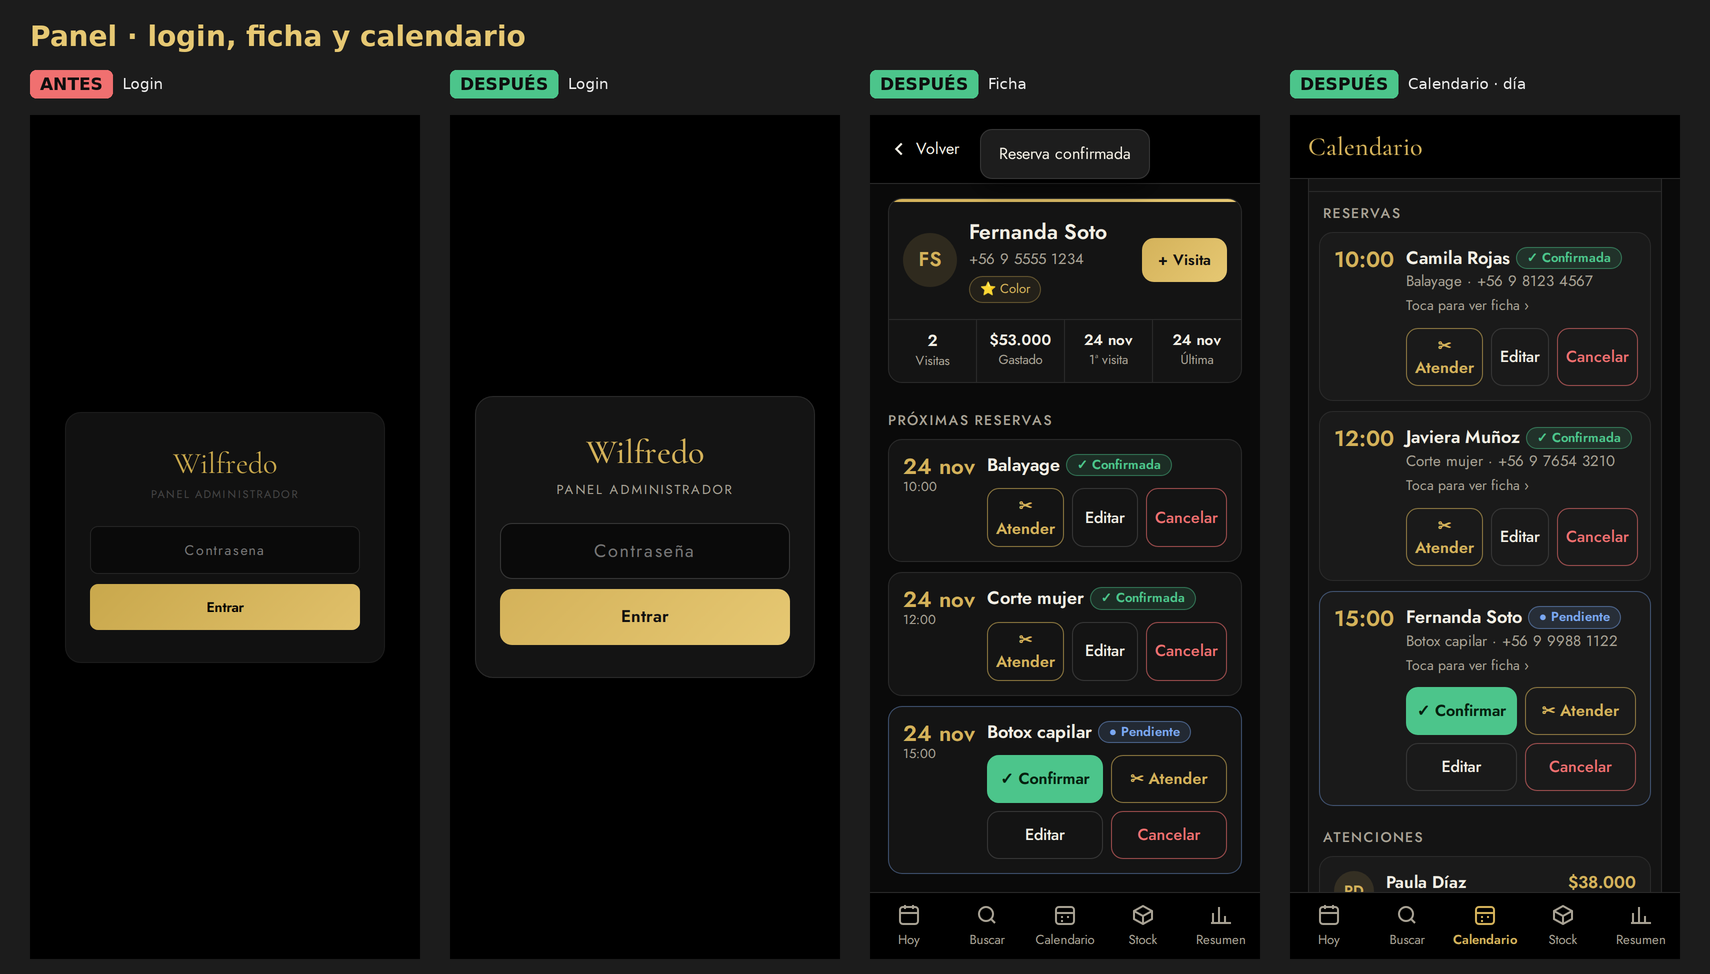 Panel · login, ficha y calendario
ANTES Login
Wilfredo
PANEL ADMINISTRADOR
Contrasena
Entrar
DESPUÉS Login
Wilfredo
PANEL ADMINISTRADOR
Contraseña
Entrar
DESPUÉS Ficha
Volver
Reserva confirmada
FS
Fernanda Soto
+56 9 5555 1234
⭐ Color
+ Visita
2
Visitas
$53.000
Gastado
24 nov
1ª visita
24 nov
Última
PRÓXIMAS RESERVAS
24 nov
10:00
Balayage ✓ Confirmada
✂ Atender
Editar
Cancelar
24 nov
12:00
Corte mujer ✓ Confirmada
✂ Atender
Editar
Cancelar
24 nov
15:00
Botox capilar • Pendiente
✓ Confirmar
✂ Atender
Editar
Cancelar
Hoy
Buscar
Calendario
Stock
Resumen
DESPUÉS Calendario · día
Calendario
RESERVAS
10:00
Camila Rojas ✓ Confirmada
Balayage · +56 9 8123 4567
Toca para ver ficha ›
✂ Atender
Editar
Cancelar
12:00
Javiera Muñoz ✓ Confirmada
Corte mujer · +56 9 7654 3210
Toca para ver ficha ›
✂ Atender
Editar
Cancelar
15:00
Fernanda Soto • Pendiente
Botox capilar · +56 9 9988 1122
Toca para ver ficha ›
✓ Confirmar
✂ Atender
Editar
Cancelar
ATENCIONES
PD
Paula Díaz
$38.000
Hoy
Buscar
Calendario
Stock
Resumen